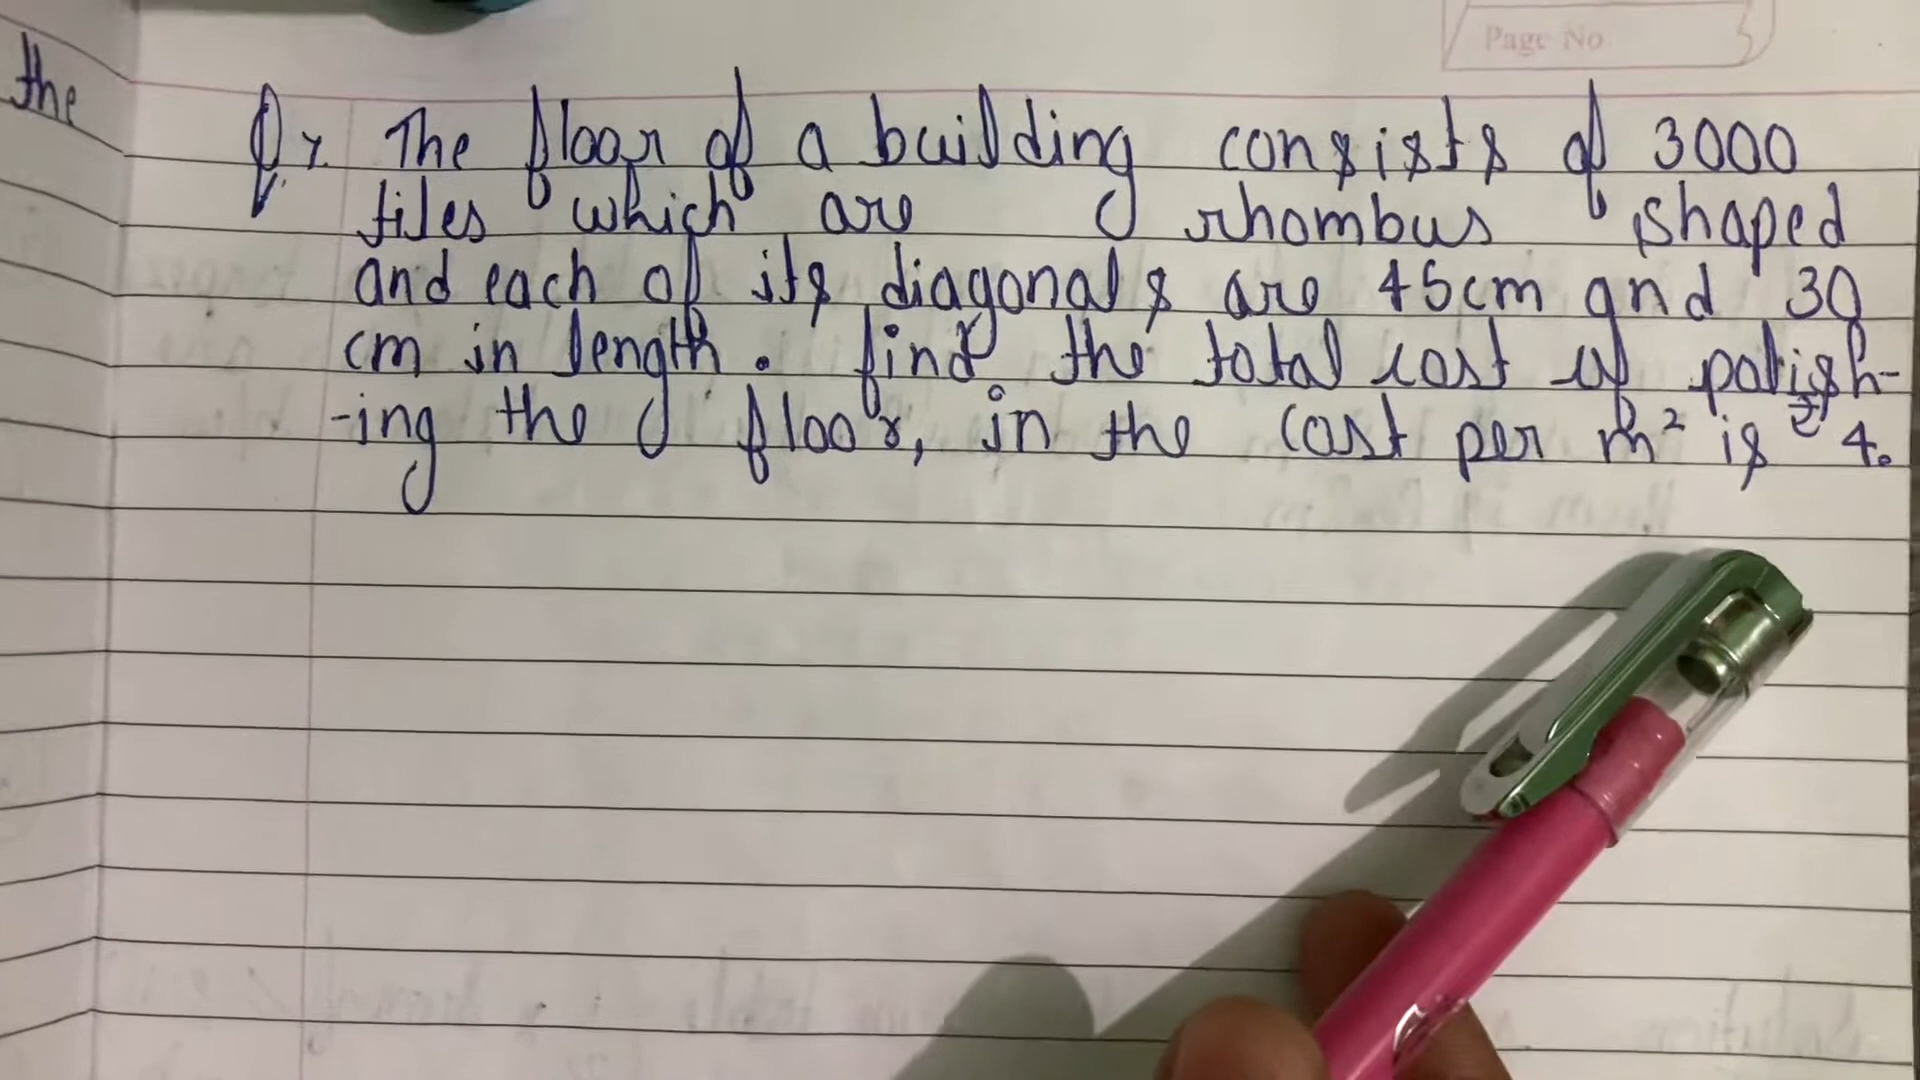 the
Page No
Q7. The floor of a building consists of 3000
tiles which are rhombus shaped
and each of its diagonals are 45cm and 30
cm in length. find the total cost of polish-
-ing the floor, in the cost per m² is ₹ 4.